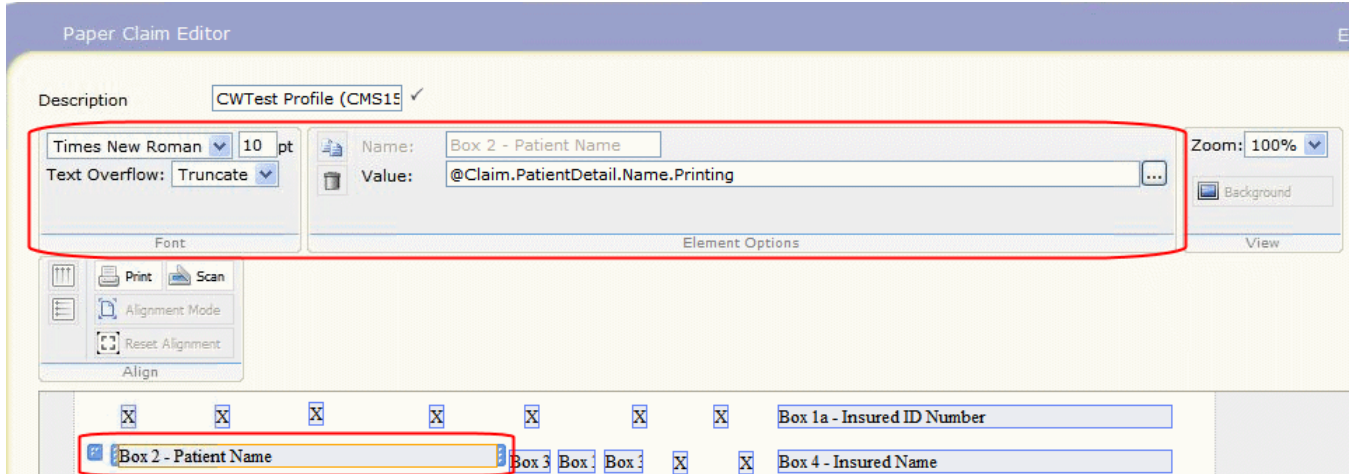 Paper Claim Editor
E
Description CWTest Profile (CMS15
Times New Roman 10 pt Name: Box 2 - Patient Name Zoom: 100%
Text Overflow: Truncate Value: @Claim.PatientDetail.Name.Printing ...
Background
Font Element Options View
Print Scan
Alignment Mode
Reset Alignment
Align
X X X X X X X Box 1a - Insured ID Number
Box 2 - Patient Name Box 3 Box Box X X Box 4 - Insured Name